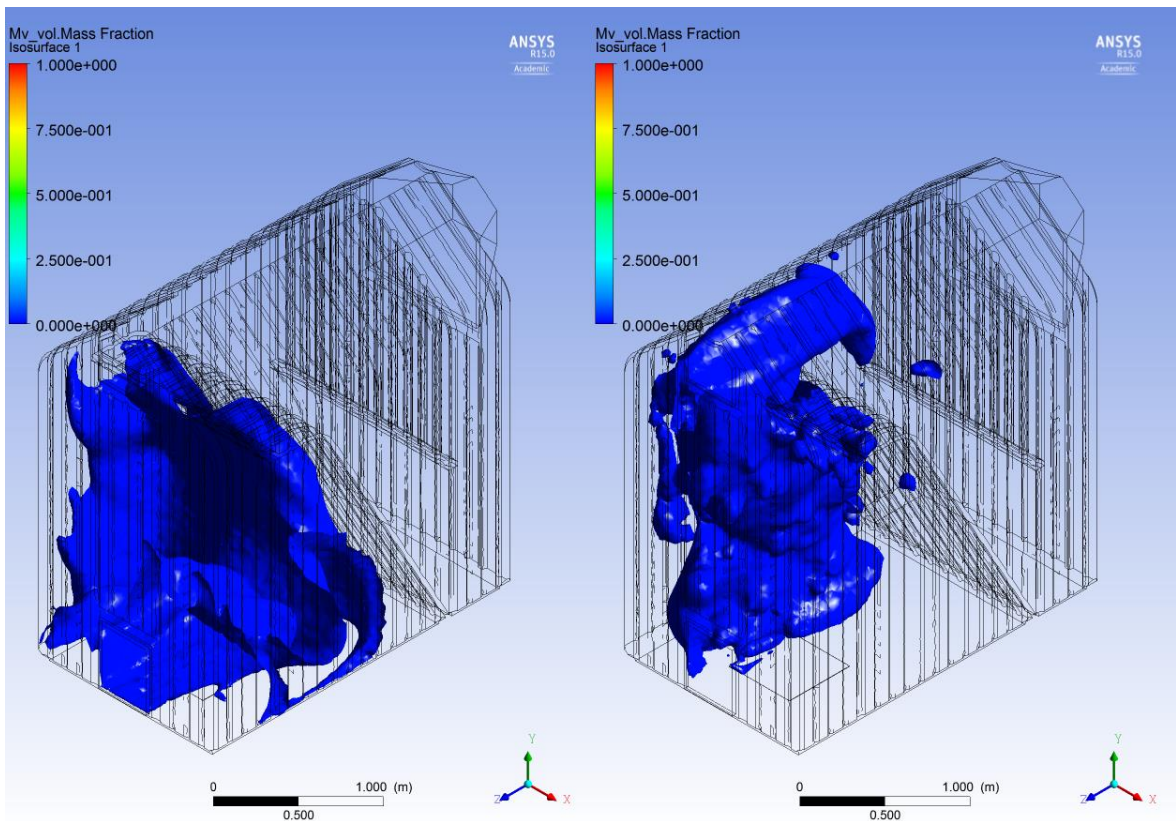 Mv_vol.Mass Fraction
Isosurface 1
1.000e+000
7.500e-001
5.000e-001
2.500e-001
0.000e+000
ANSYS
R15.0
Academic
0 1.000 (m)
0.500
Y
Z X
Mv_vol.Mass Fraction
Isosurface 1
1.000e+000
7.500e-001
5.000e-001
2.500e-001
0.000e+000
ANSYS
R15.0
Academic
0 1.000 (m)
0.500
Y
Z X